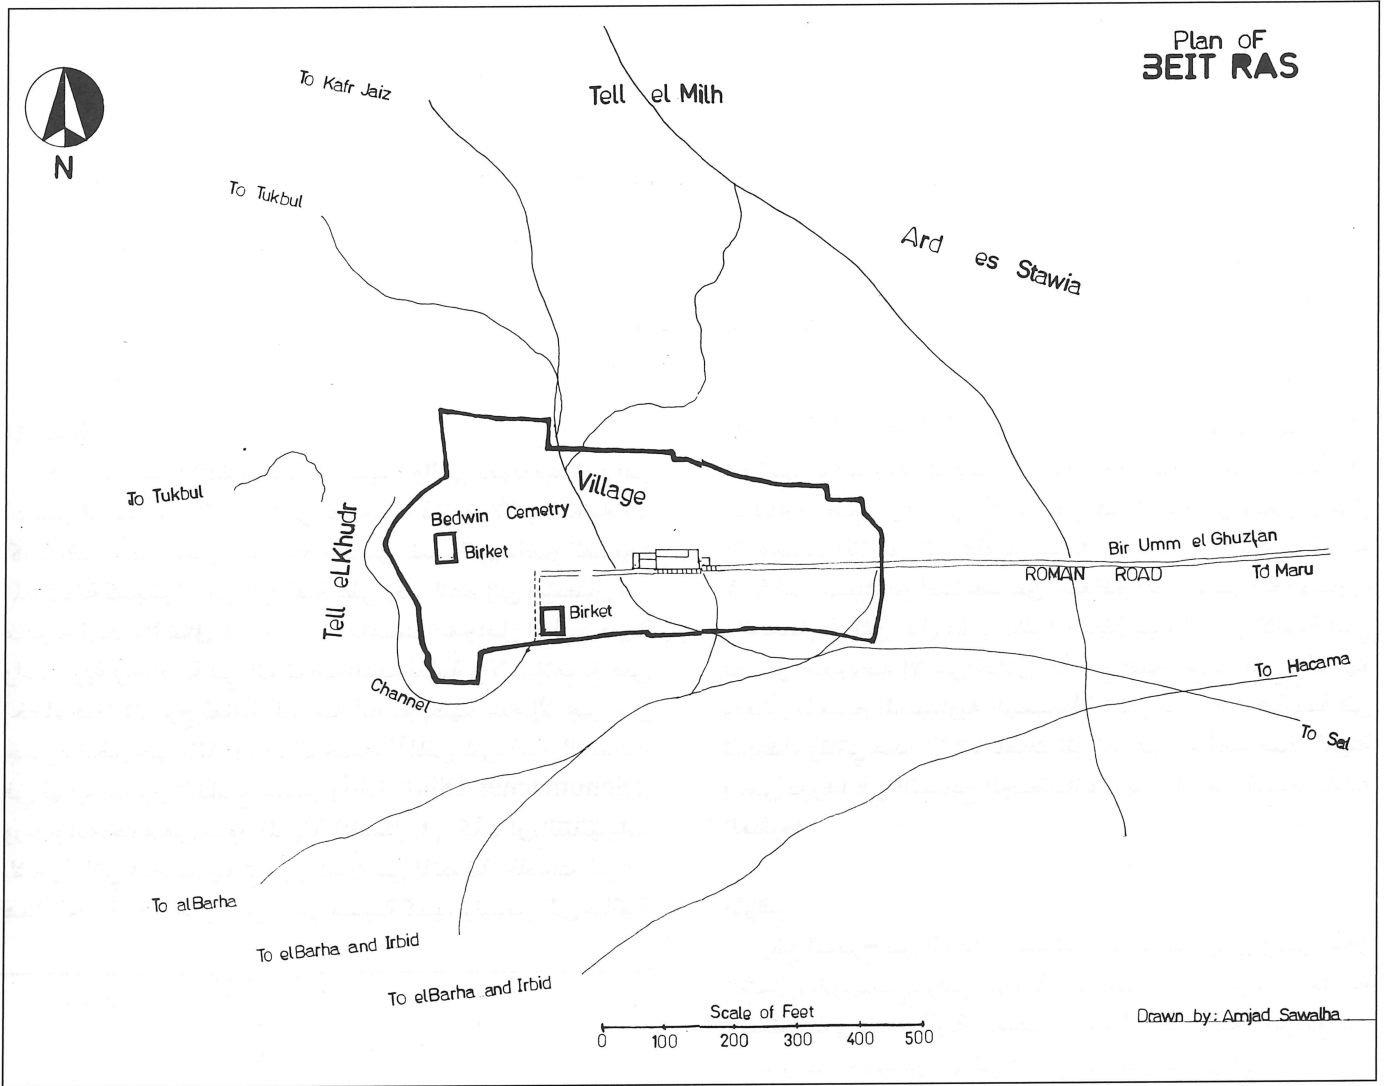 Plan oF
BEIT RAS
N
To Kafr Jaiz
Tell el Milh
To Tukbul
Ard es Stawia
To Tukbul
Tell eLKhudr
Village
Bedwin Cemetry
Birket
Birket
Bir Umm el Ghuzlan
ROMAN ROAD
To Maru
Channel
To Hacama
To Sal
To alBarha
To elBarha and Irbid
To elBarha and Irbid
Scale of Feet
0 100 200 300 400 500
Drawn by: Amjad Sawalha